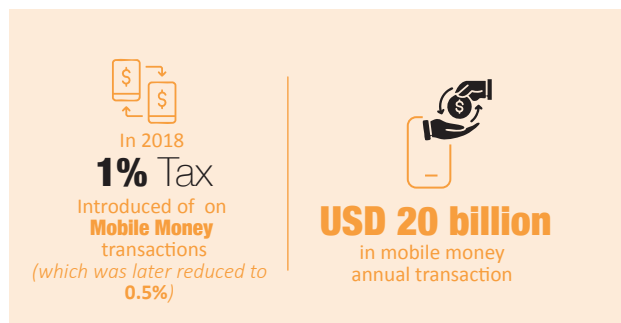 $
$
In 2018
1% Tax
Introduced of on
Mobile Money
transactions
(which was later reduced to
0.5%)
$
USD 20 billion
in mobile money
annual transaction